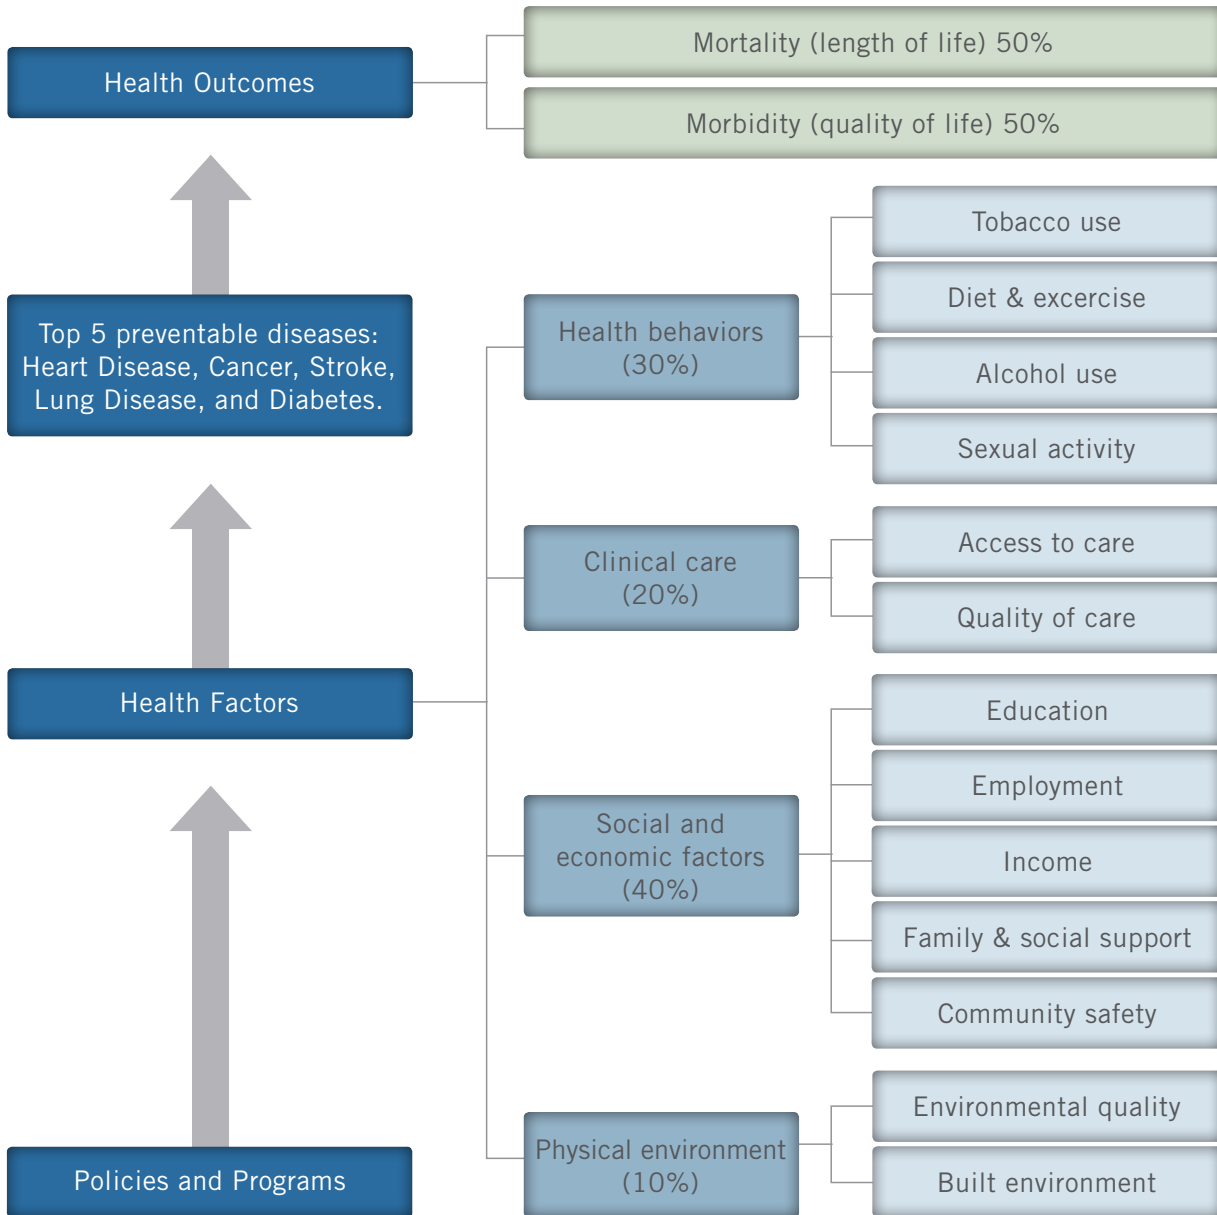 Health Outcomes
Mortality (length of life) 50%
Morbidity (quality of life) 50%
Top 5 preventable diseases:
Heart Disease, Cancer, Stroke,
Lung Disease, and Diabetes.
Health Factors
Policies and Programs
Health behaviors
(30%)
Tobacco use
Diet & excercise
Alcohol use
Sexual activity
Clinical care
(20%)
Access to care
Quality of care
Social and
economic factors
(40%)
Education
Employment
Income
Family & social support
Community safety
Physical environment
(10%)
Environmental quality
Built environment